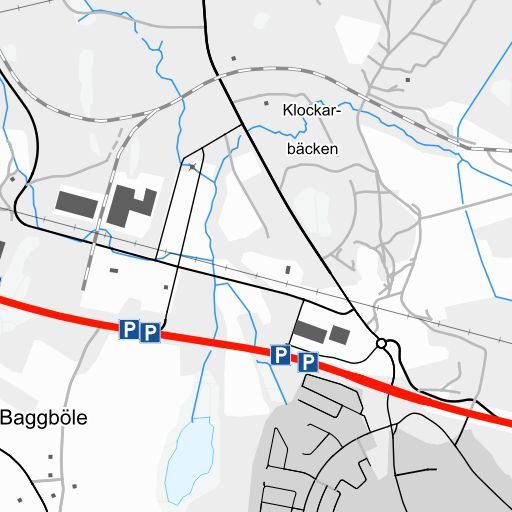 Klockar-
bäcken
P P
P P
Baggböle